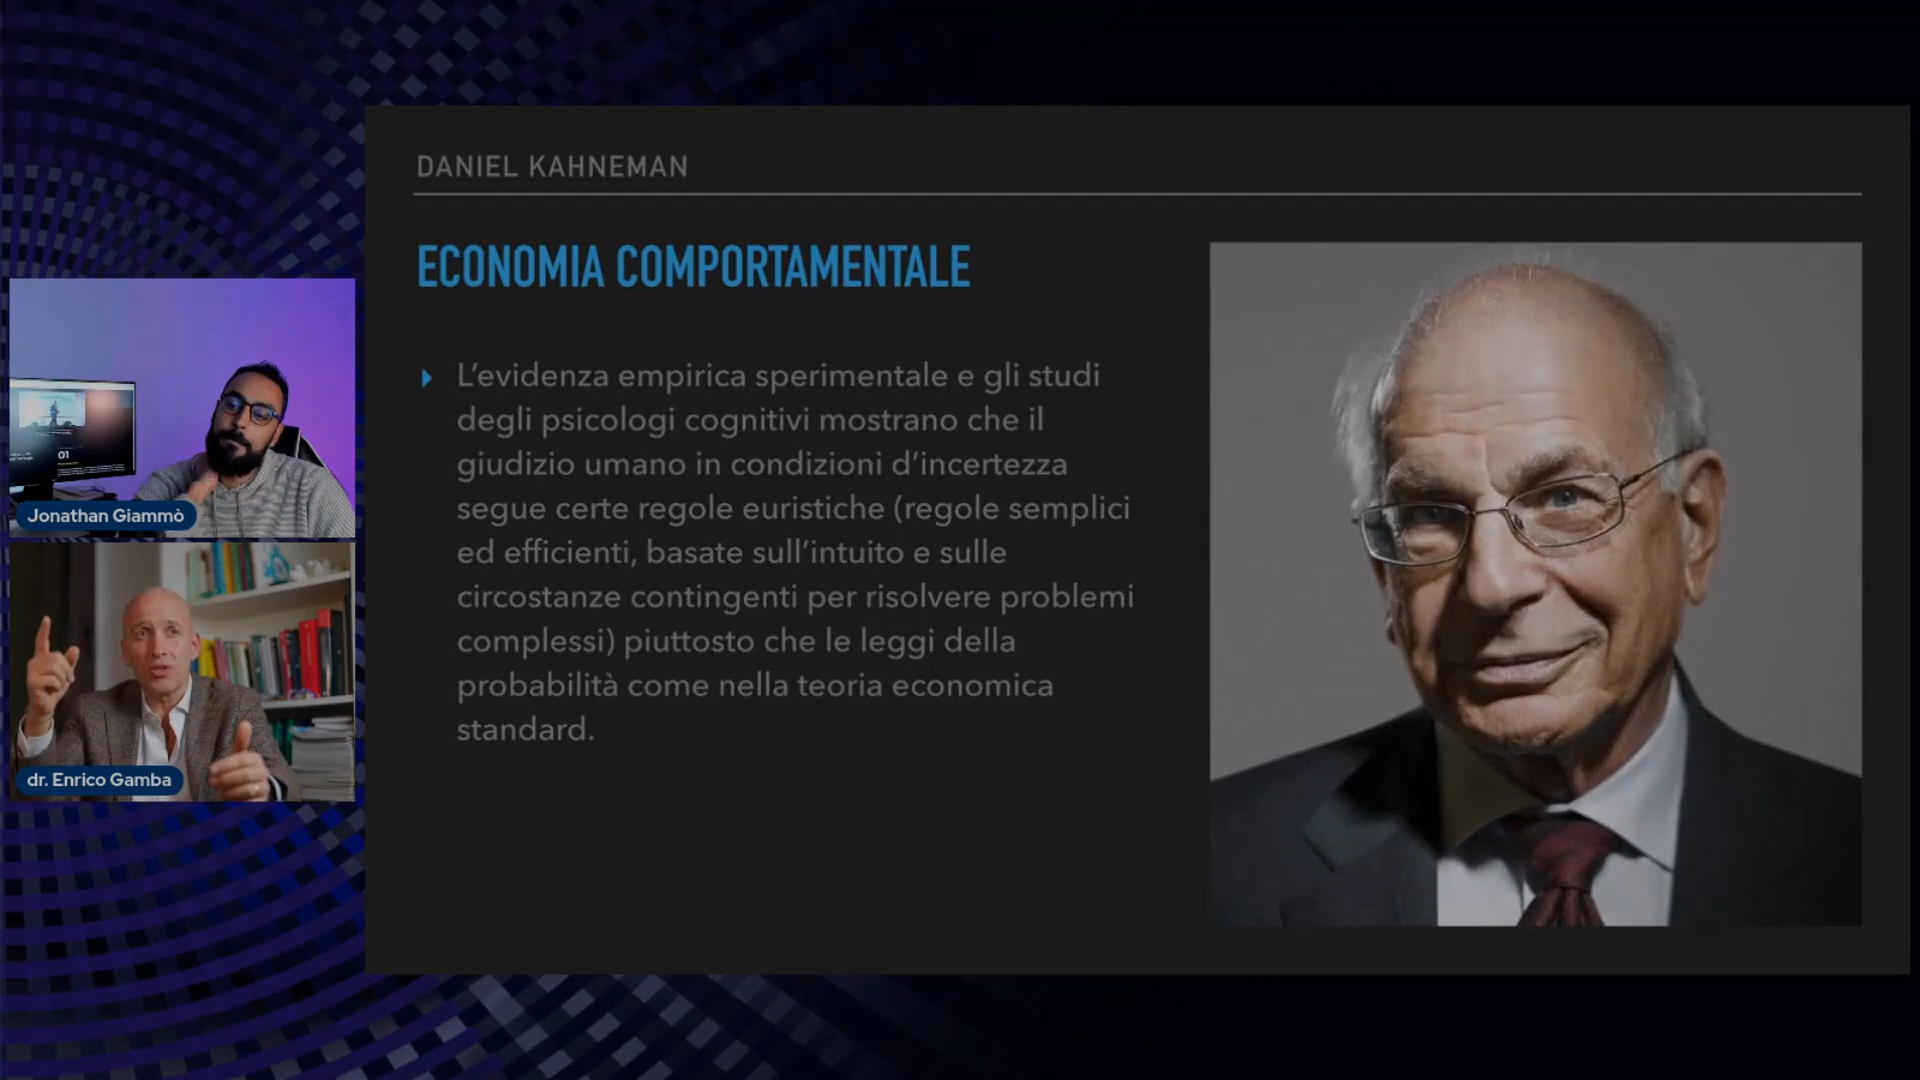 DANIEL KAHNEMAN
ECONOMIA COMPORTAMENTALE
L’evidenza empirica sperimentale e gli studi
degli psicologi cognitivi mostrano che il
giudizio umano in condizioni d’incertezza
segue certe regole euristiche (regole semplici
ed efficienti, basate sull’intuito e sulle
circostanze contingenti per risolvere problemi
complessi) piuttosto che le leggi della
probabilità come nella teoria economica
standard.
01
Jonathan Giammò
dr. Enrico Gamba